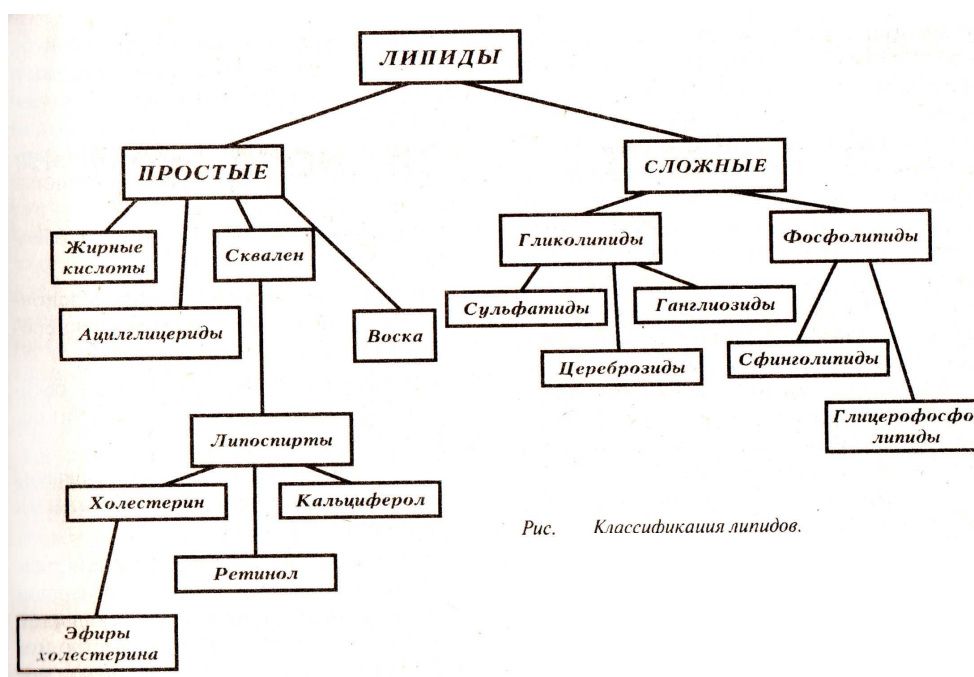 ЛИПИДЫ
ПРОСТЫЕ
СЛОЖНЫЕ
Жирные
кислоты
Сквален
Гликолипиды
Фосфолипиды
Ацилглицериды
Воска
Сульфатиды
Ганглиозиды
Цереброзиды
Сфинголипиды
Глицерофосфо
липиды
Липоспирты
Холестерин
Кальциферол
Ретинол
Эфиры
холестерина
Рис. Классификация липидов.